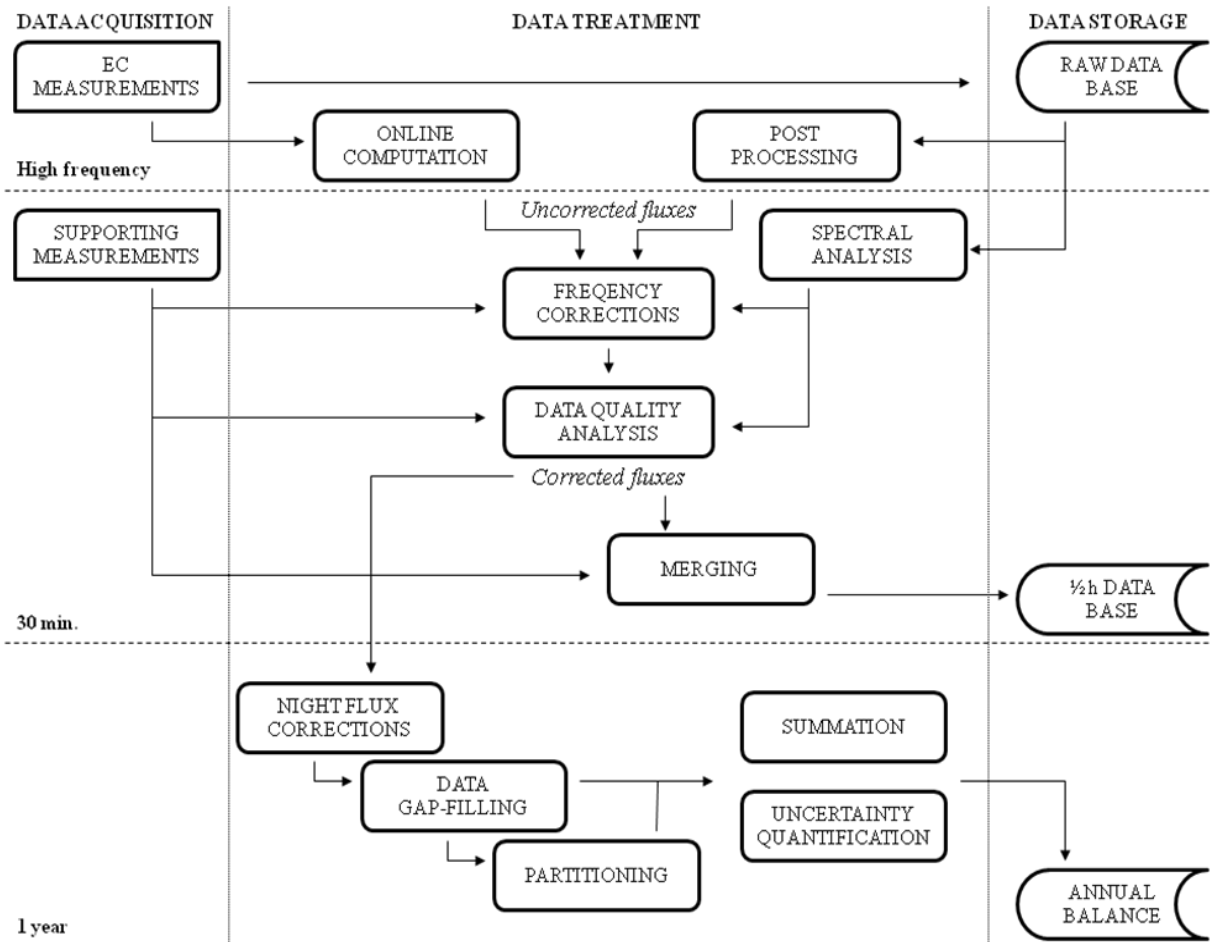 DATA ACQUISITION
DATA TREATMENT
DATA STORAGE
EC
MEASUREMENTS
RAW DATA
BASE
ONLINE
COMPUTATION
POST
PROCESSING
High frequency
Uncorrected fluxes
SUPPORTING
MEASUREMENTS
SPECTRAL
ANALYSIS
FREQENCY
CORRECTIONS
DATA QUALITY
ANALYSIS
Corrected fluxes
MERGING
½h DATA
BASE
30 min.
NIGHT FLUX
CORRECTIONS
SUMMATION
DATA
GAP-FILLING
UNCERTAINTY
QUANTIFICATION
PARTITIONING
ANNUAL
BALANCE
1 year